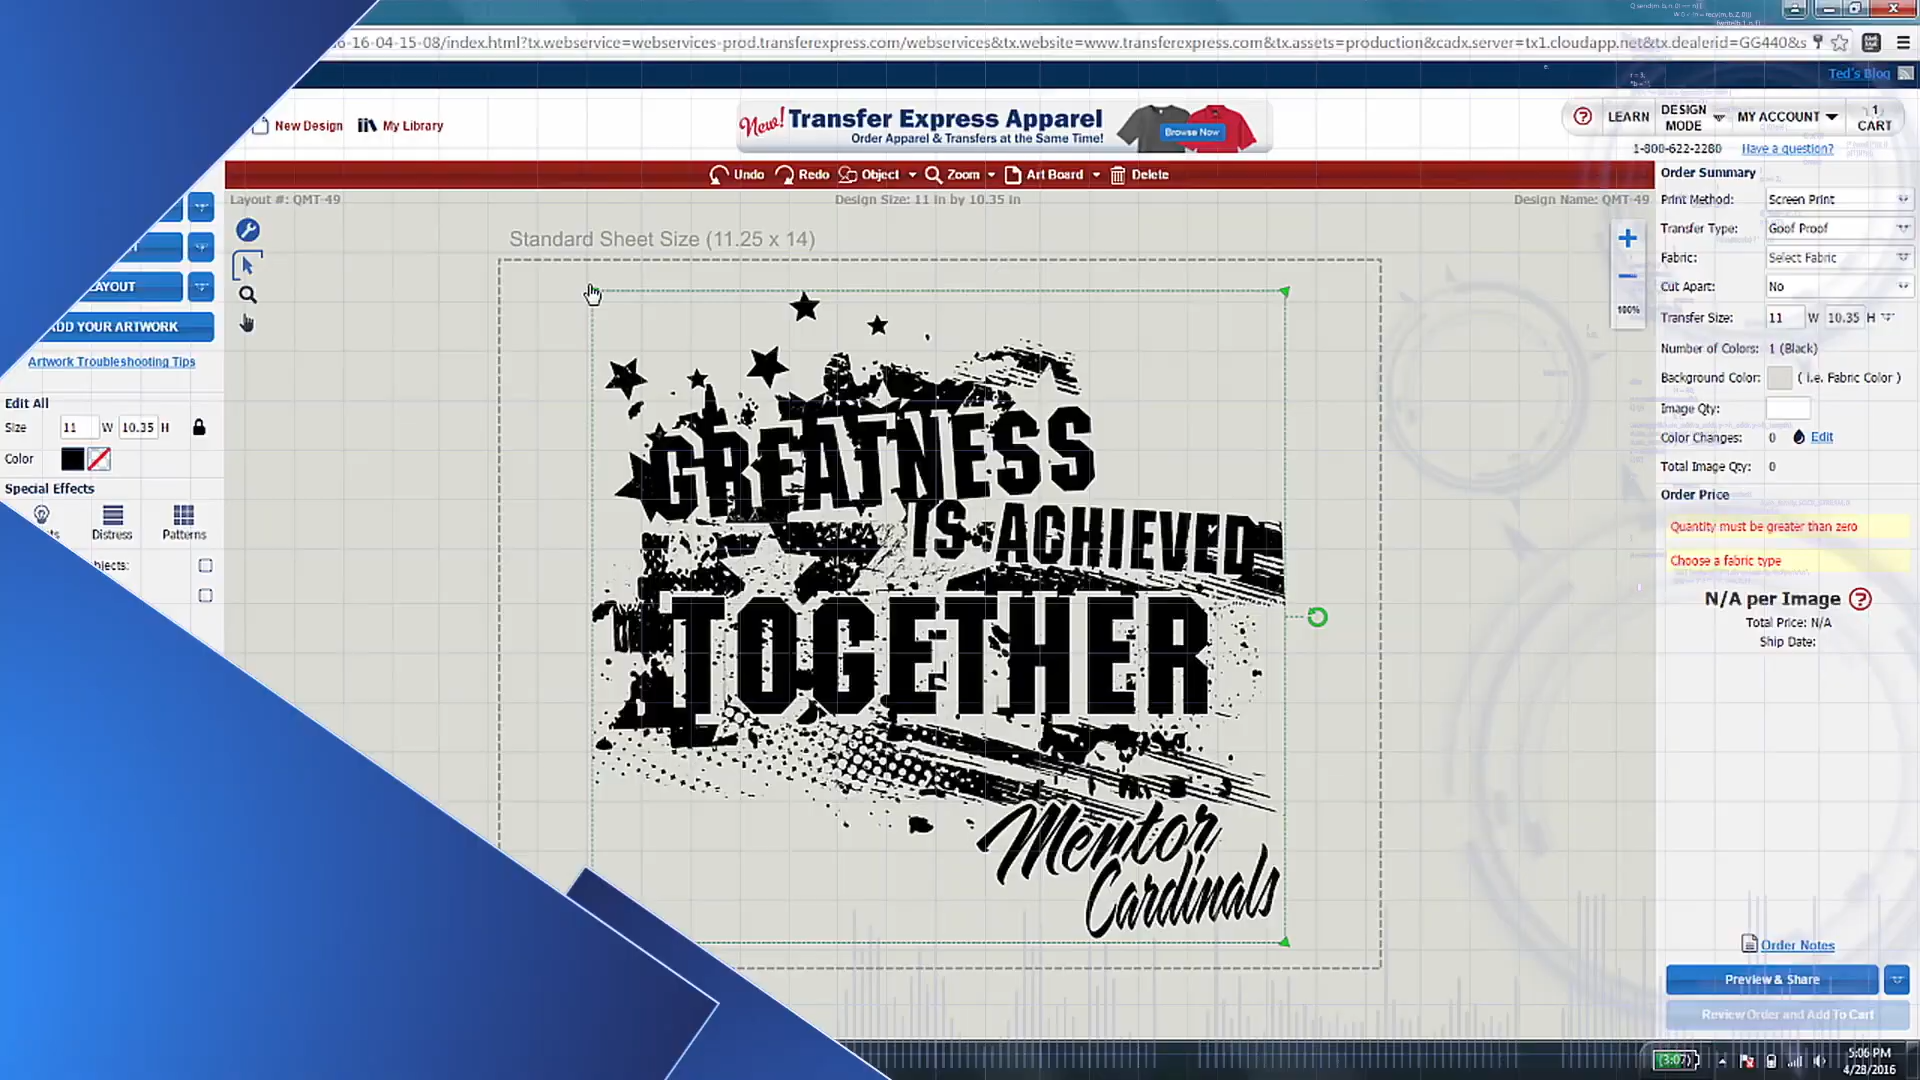 6-16-04-15-08/index.html?tx.webservice=webservices-prod.transferexpress.com/webservices&tx.website=www.transferexpress.com&tx.assets=production&cadx.server=tx1.cloudapp.net&tx.dealerid=GG440&s
Ted's Blog
New Design
My Library
New! Transfer Express Apparel
Order Apparel & Transfers at the Same Time!
Browse Now
LEARN
DESIGN MODE
MY ACCOUNT
1
CART
1-800-622-2280
Have a question?
Undo
Redo
Object
Zoom
Art Board
Delete
Layout #: QMT-49
Design Size: 11 in by 10.35 in
Design Name: QMT-49
Standard Sheet Size (11.25 x 14)
100%
LAYOUT
ADD YOUR ARTWORK
Artwork Troubleshooting Tips
Edit All
Size 11 W 10.35 H
Color
Special Effects
Distress
Patterns
GREATNESS
IS ACHIEVED
TOGETHER
Mentor
Cardinals
Order Summary
Print Method: Screen Print
Transfer Type: Goof Proof
Fabric: Select Fabric
Cut Apart: No
Transfer Size: 11 W 10.35 H
Number of Colors: 1 (Black)
Background Color: ( i.e. Fabric Color )
Image Qty:
Color Changes: 0 Edit
Total Image Qty: 0
Order Price
Quantity must be greater than zero
Choose a fabric type
N/A per Image
Total Price: N/A
Ship Date:
Order Notes
Preview & Share
Review Order and Add To Cart
(3:07)
5:06 PM
4/28/2016